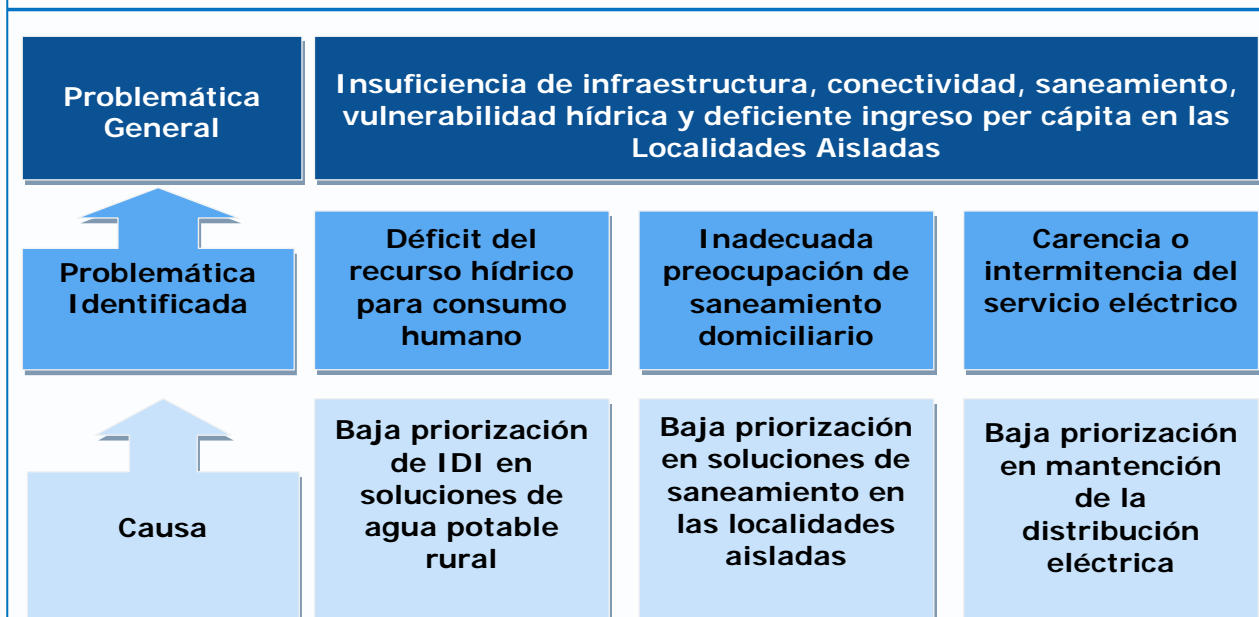 Problemática
General
Insuficiencia de infraestructura, conectividad, saneamiento,
vulnerabilidad hídrica y deficiente ingreso per cápita en las
Localidades Aisladas
Problemática
Identificada
Déficit del
recurso hídrico
para consumo
humano
Inadecuada
preocupación de
saneamiento
domiciliario
Carencia o
intermitencia del
servicio eléctrico
Causa
Baja priorización
de IDI en
soluciones de
agua potable
rural
Baja priorización
en soluciones de
saneamiento en
las localidades
aisladas
Baja priorización
en mantención
de la
distribución
eléctrica